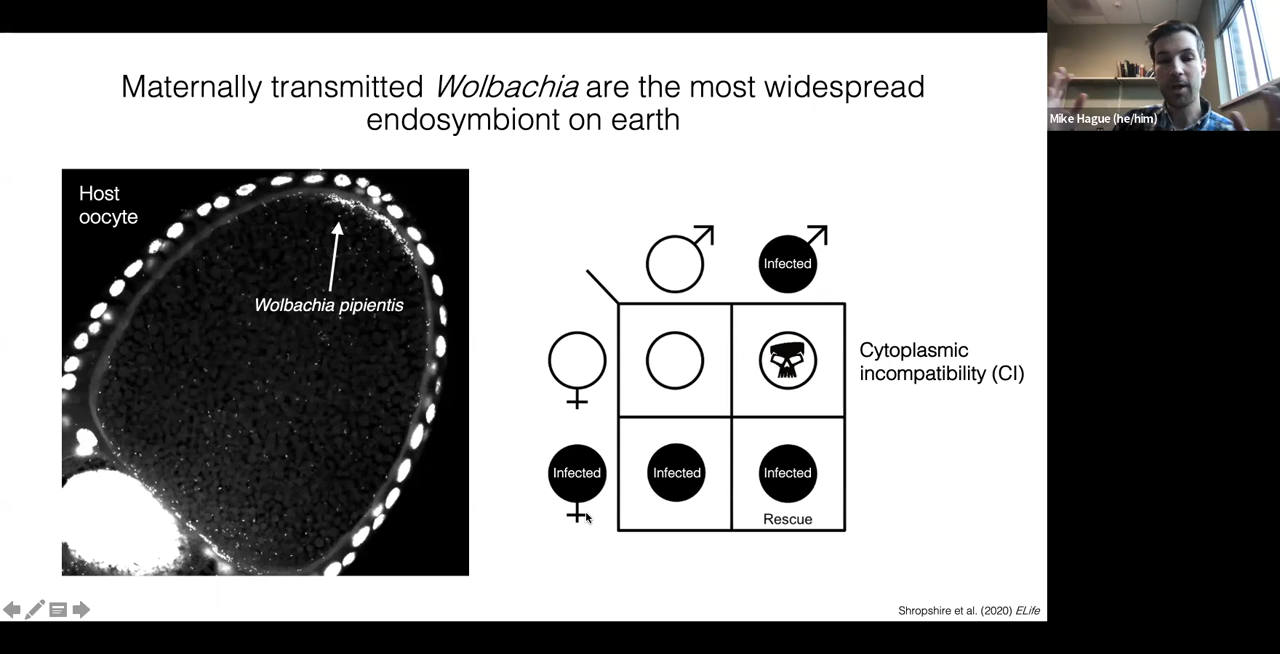 Maternally transmitted Wolbachia are the most widespread
endosymbiont on earth
Host
oocyte
Wolbachia pipientis
Infected
Cytoplasmic
incompatibility (CI)
Infected
Infected
Infected
Rescue
Shropshire et al. (2020) ELife
Mike Hague (he/him)